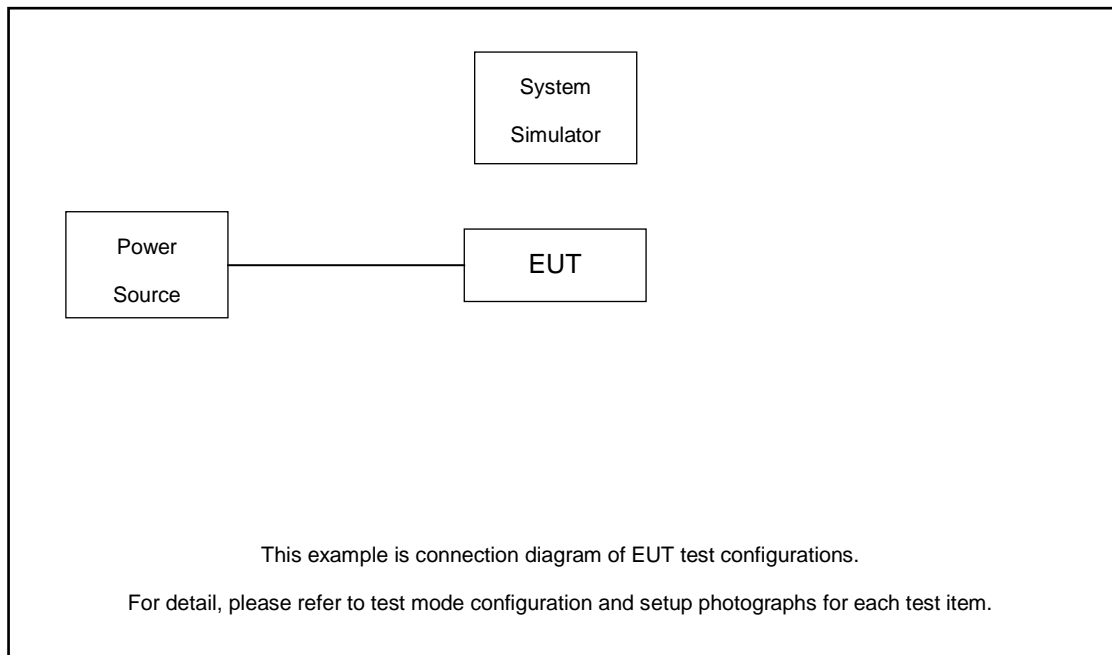 System
Simulator
Power
Source
EUT
This example is connection diagram of EUT test configurations.
For detail, please refer to test mode configuration and setup photographs for each test item.